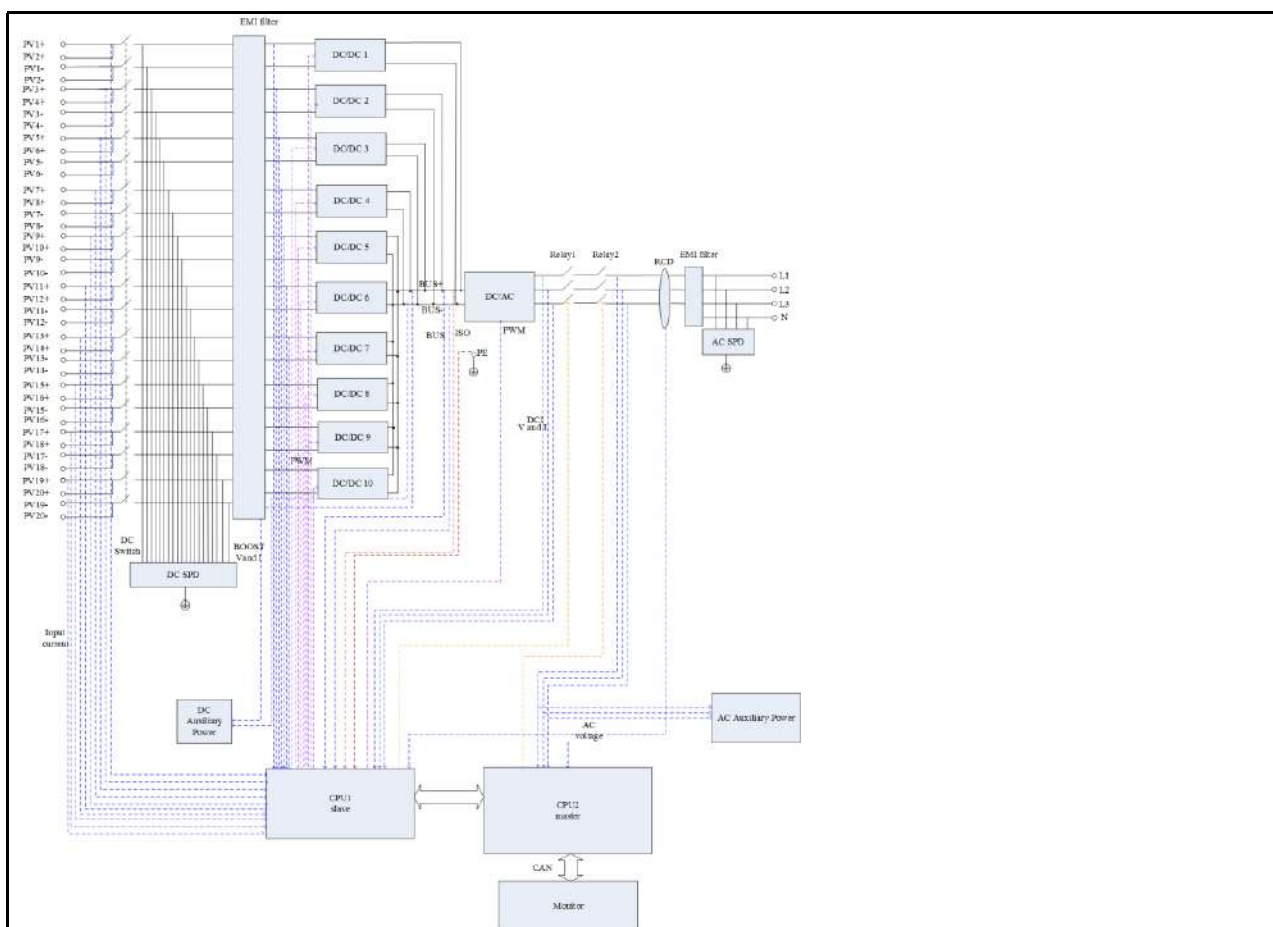 EMI filter
PV1+
PV2+
PV1-
PV2-
PV3+
PV4+
PV3-
PV4-
PV5+
PV6+
PV5-
PV6-
PV7+
PV8+
PV7-
PV8-
PV9+
PV10+
PV9-
PV10-
PV11+
PV12+
PV11-
PV12-
PV13+
PV14+
PV13-
PV14-
PV15+
PV16+
PV15-
PV16-
PV17+
PV18+
PV17-
PV18-
PV19+
PV20+
PV19-
PV20-
DC/DC 1
DC/DC 2
DC/DC 3
DC/DC 4
DC/DC 5
DC/DC 6
DC/DC 7
DC/DC 8
DC/DC 9
PWM
DC/DC 10
BUS+
BUS-
BUS
ISO
DC/AC
PWM
PE
Relay1
Relay2
RCD
EMI filter
L1
L2
L3
N
AC SPD
DCI
V and I
DC
Switch
BOOST
Vand I
DC SPD
Input
current
DC
Auxiliary
Power
AC
voltage
AC Auxiliary Power
CPU1
slave
CPU2
master
CAN
Monitor